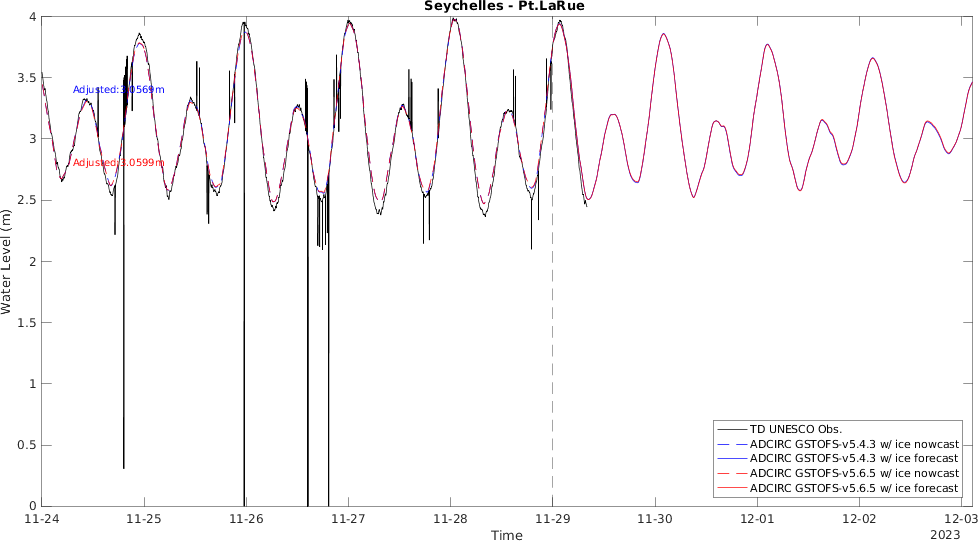 Seychelles - Pt.LaRue
4
3.5
3
2.5
2
1.5
1
0.5
0
Water Level (m)
Adjusted:3.0569m
Adjusted:3.0599m
TD UNESCO Obs.
ADCIRC GSTOFS-v5.4.3 w/ ice nowcast
ADCIRC GSTOFS-v5.4.3 w/ ice forecast
ADCIRC GSTOFS-v5.6.5 w/ ice nowcast
ADCIRC GSTOFS-v5.6.5 w/ ice forecast
11-24 11-25 11-26 11-27 11-28 11-29 11-30 12-01 12-02 12-03
Time
2023